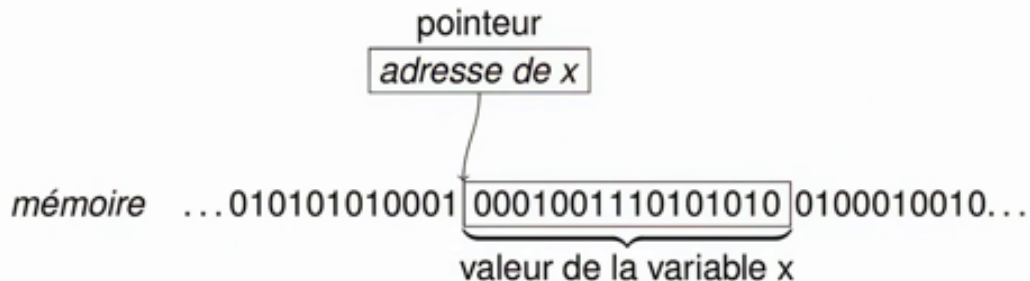 pointeur
adresse de x
mémoire ...010101010001 0001001110101010 0100010010...
valeur de la variable x